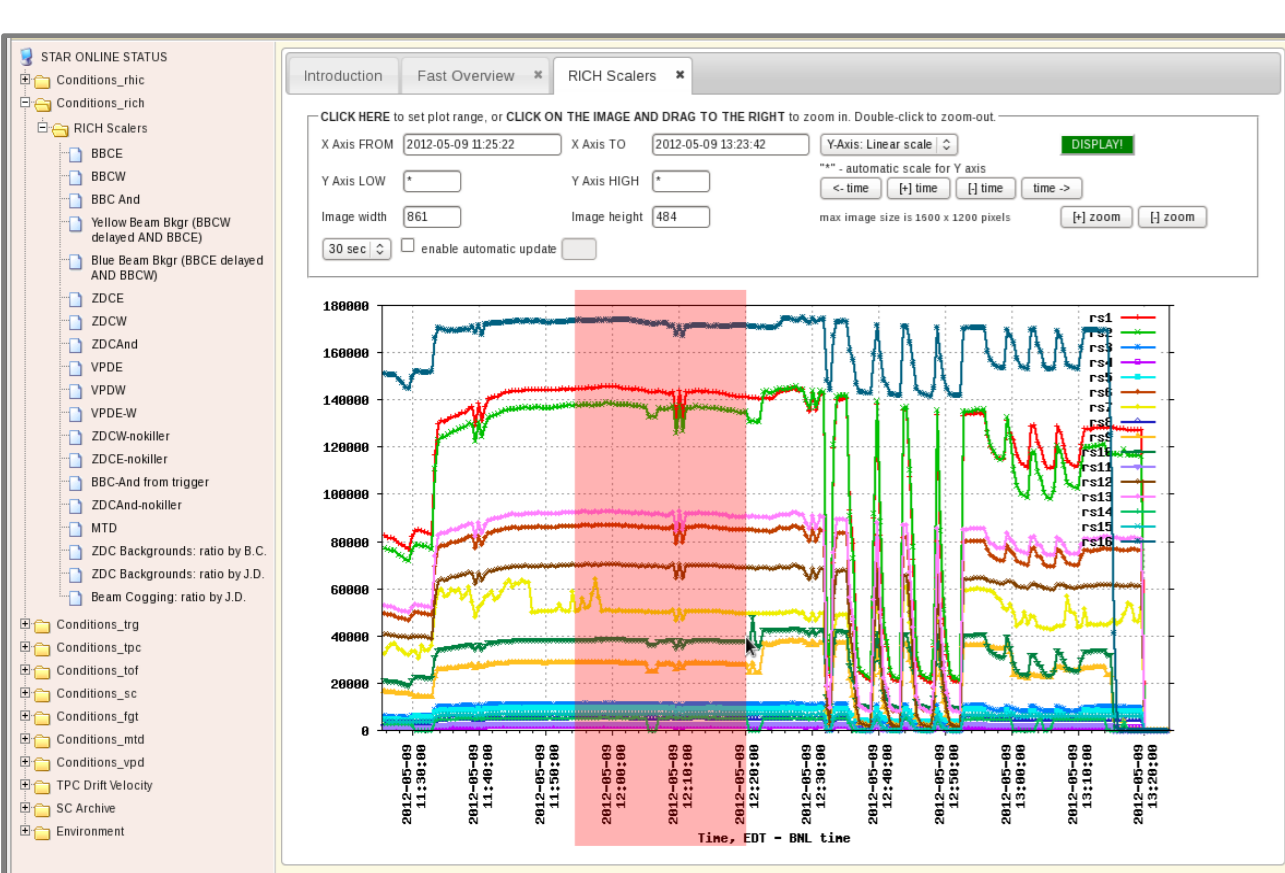 STAR ONLINE STATUS
Conditions_rhic
Conditions_rich
RICH Scalers
BBCE
BBCW
BBC And
Yellow Beam Bkgr (BBCW
delayed AND BBCE)
Blue Beam Bkgr (BBCE delayed
AND BBCW)
ZDCE
ZDCW
ZDCAnd
VPDE
VPDW
VPDE-W
ZDCW-nokiller
ZDCE-nokiller
BBC-And from trigger
ZDCAnd-nokiller
MTD
ZDC Backgrounds: ratio by B.C.
ZDC Backgrounds: ratio by J.D.
Beam Cogging: ratio by J.D.
Conditions_trg
Conditions_tpc
Conditions_tof
Conditions_sc
Conditions_fgt
Conditions_mtd
Conditions_vpd
TPC Drift Velocity
SC Archive
Environment
Introduction Fast Overview × RICH Scalers ×
CLICK HERE to set plot range, or CLICK ON THE IMAGE AND DRAG TO THE RIGHT to zoom in. Double-click to zoom-out.
X Axis FROM 2012-05-09 11:25:22 X Axis TO 2012-05-09 13:23:42 Y-Axis: Linear scale DISPLAY!
"*" - automatic scale for Y axis
Y Axis LOW * Y Axis HIGH * <- time [+] time [-] time time ->
Image width 861 Image height 484 max image size is 1600 x 1200 pixels [+] zoom [-] zoom
30 sec enable automatic update
180000
160000
140000
120000
100000
80000
60000
40000
20000
0
rs1
rs2
rs3
rs4
rs5
rs6
rs7
rs8
rs9
rs10
rs11
rs12
rs13
rs14
rs15
rs16
2012-05-09
11:30:00
2012-05-09
11:40:00
2012-05-09
11:50:00
2012-05-09
12:00:00
2012-05-09
12:10:00
2012-05-09
12:20:00
2012-05-09
12:30:00
2012-05-09
12:40:00
2012-05-09
12:50:00
2012-05-09
13:00:00
2012-05-09
13:10:00
2012-05-09
13:20:00
Time, EDT - BNL time